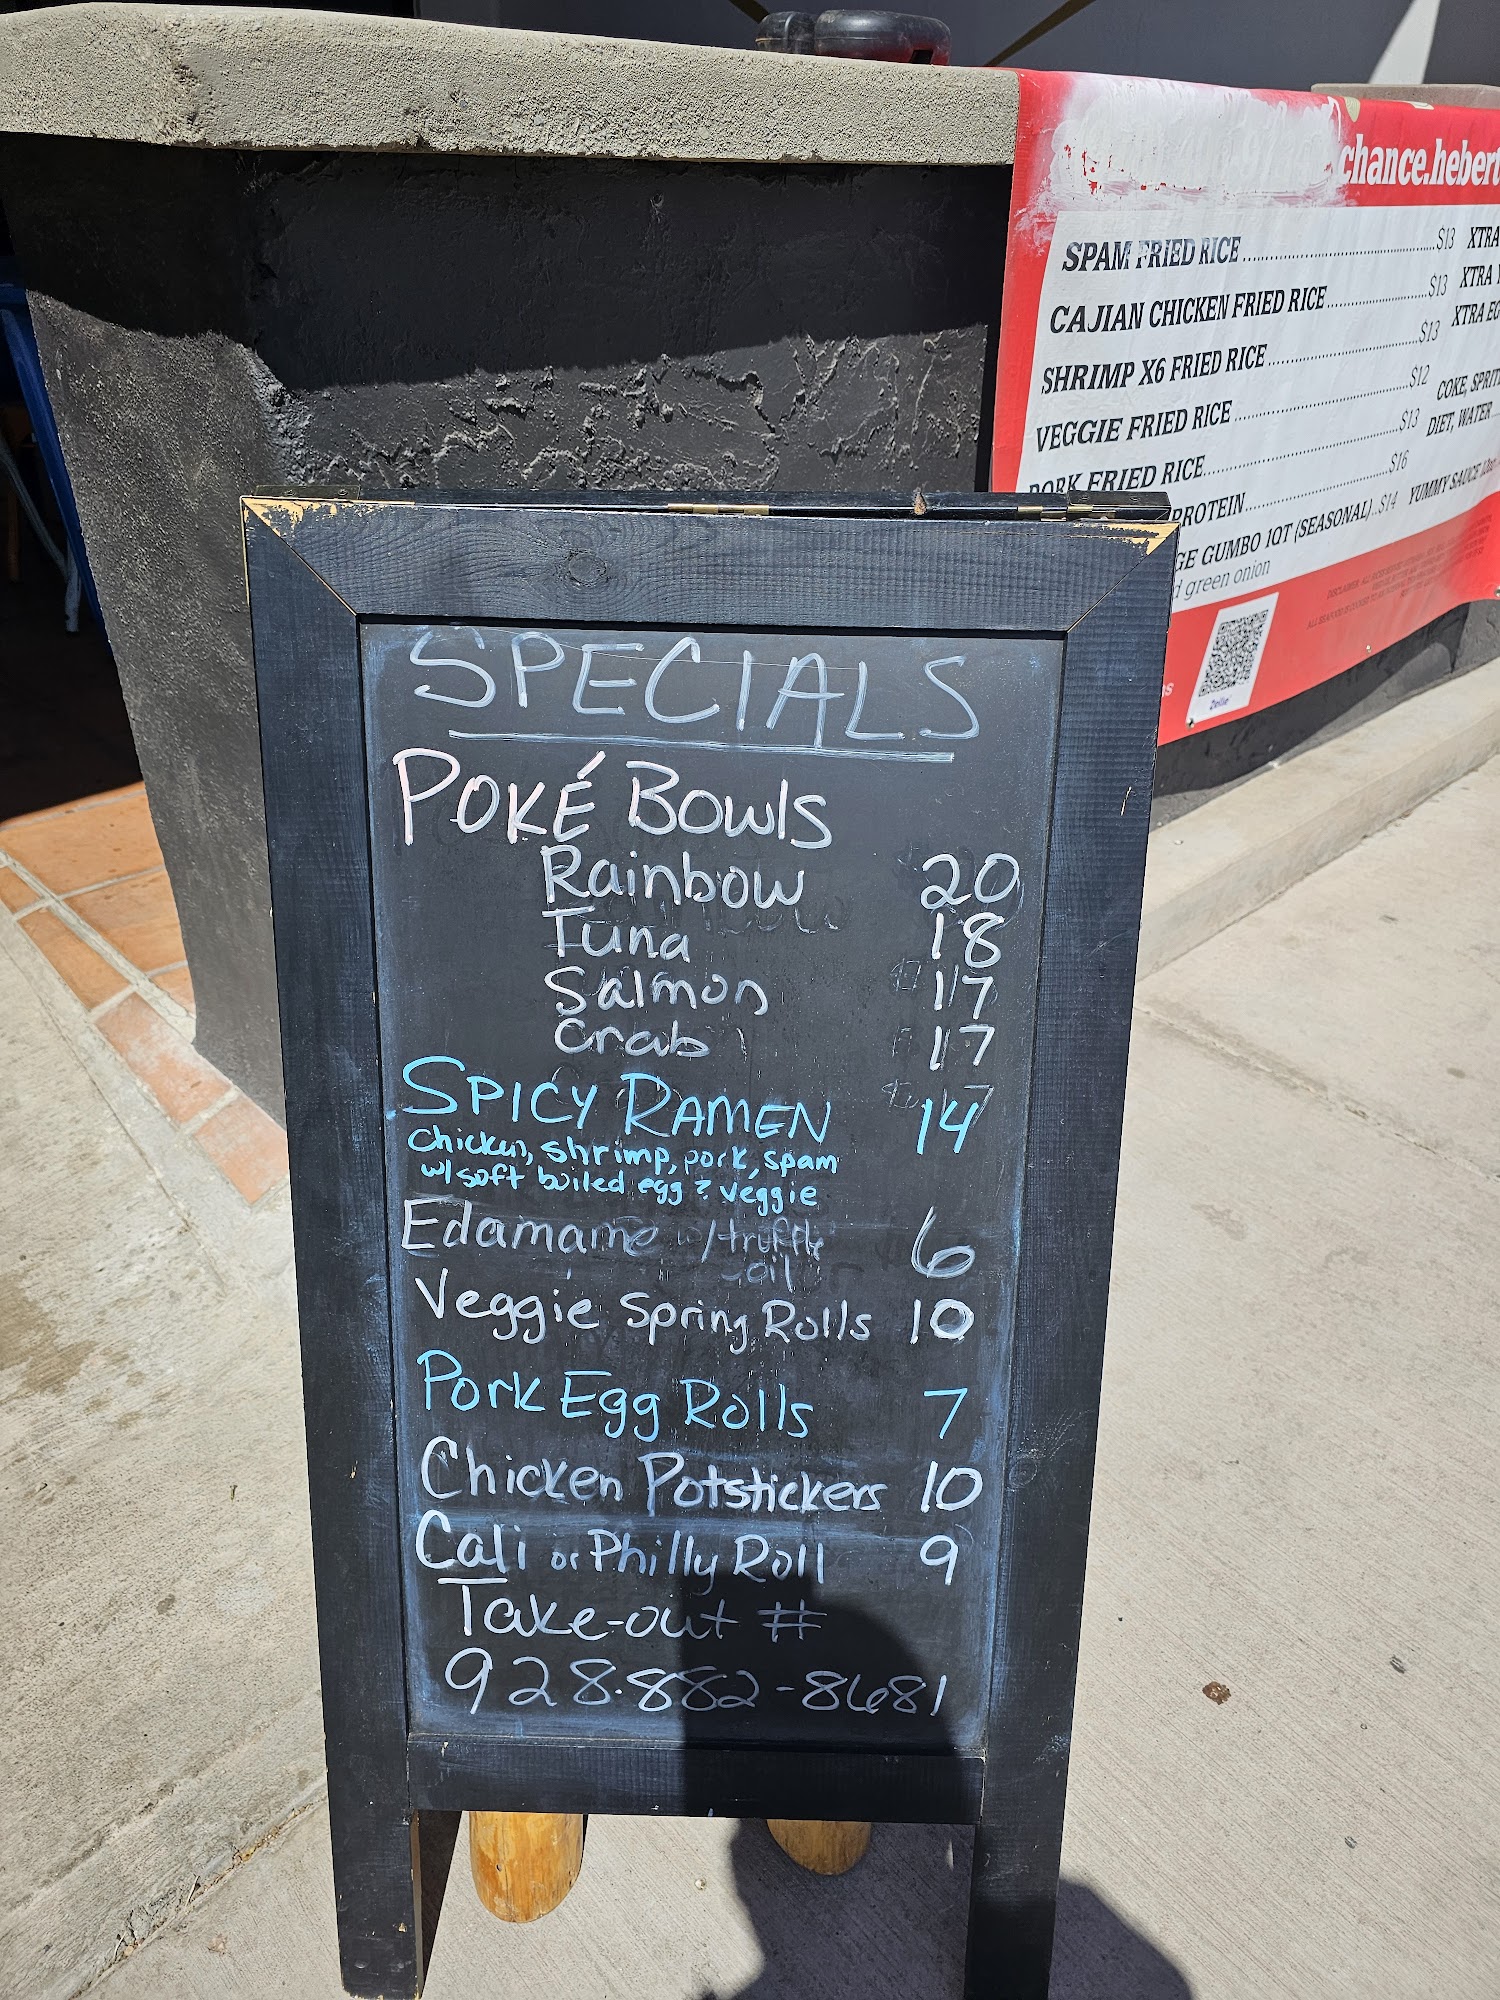 SPECIALS
POKÉ BOWLS
Rainbow 20
Tuna 18
Salmon 17
Crab 17
SPICY RAMEN 14
chicken, shrimp, pork, spam
w/ soft boiled egg ? veggie
Edamame w/truffle 6
oil
Veggie Spring Rolls 10
Pork Egg Rolls 7
Chicken Potstickers 10
Cali or Philly Roll 9
Take-out #
928-882-8681
chance.hebert
SPAM FRIED RICE $13 XTRA
CAJIAN CHICKEN FRIED RICE $13 XTRA
SHRIMP X6 FRIED RICE $13 XTRA
VEGGIE FRIED RICE $12 COKE, SPRIT
PORK FRIED RICE $13 DIET, WATER
PROTEIN $16
GE GUMBO 1QT (SEASONAL)..$14 YUMMY SAUCE
d green onion
Zelle